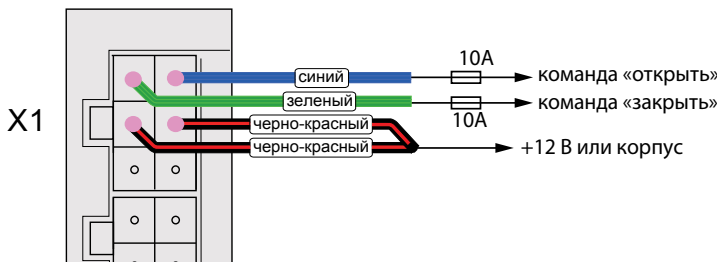 10А
синий
команда «открыть»
зеленый
команда «закрыть»
10А
X1
черно-красный
черно-красный
+12 В или корпус